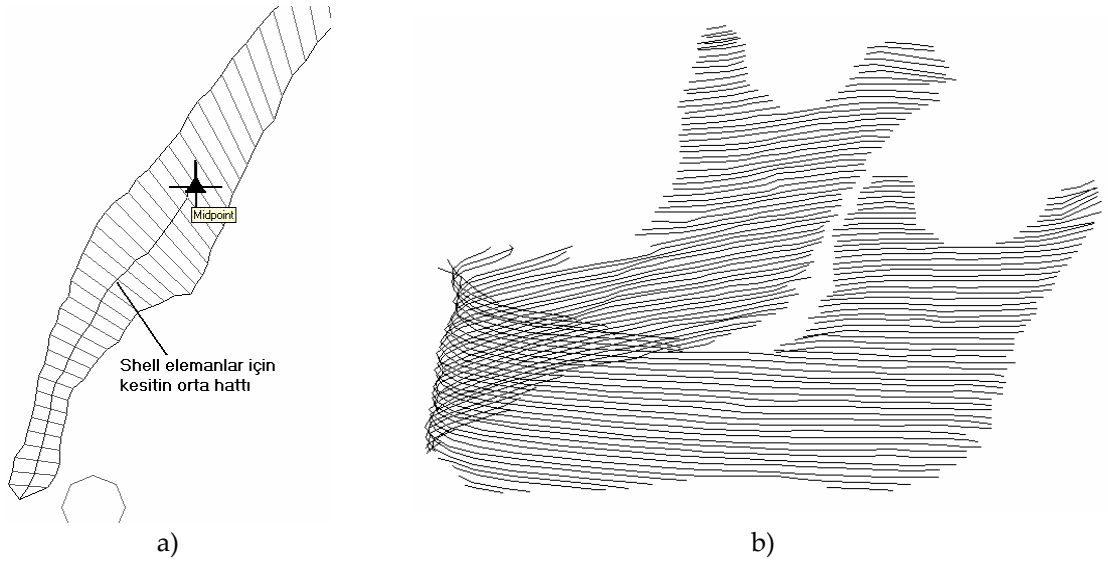 Midpoint
Shell elemanlar için
kesitin orta hattı
a)
b)